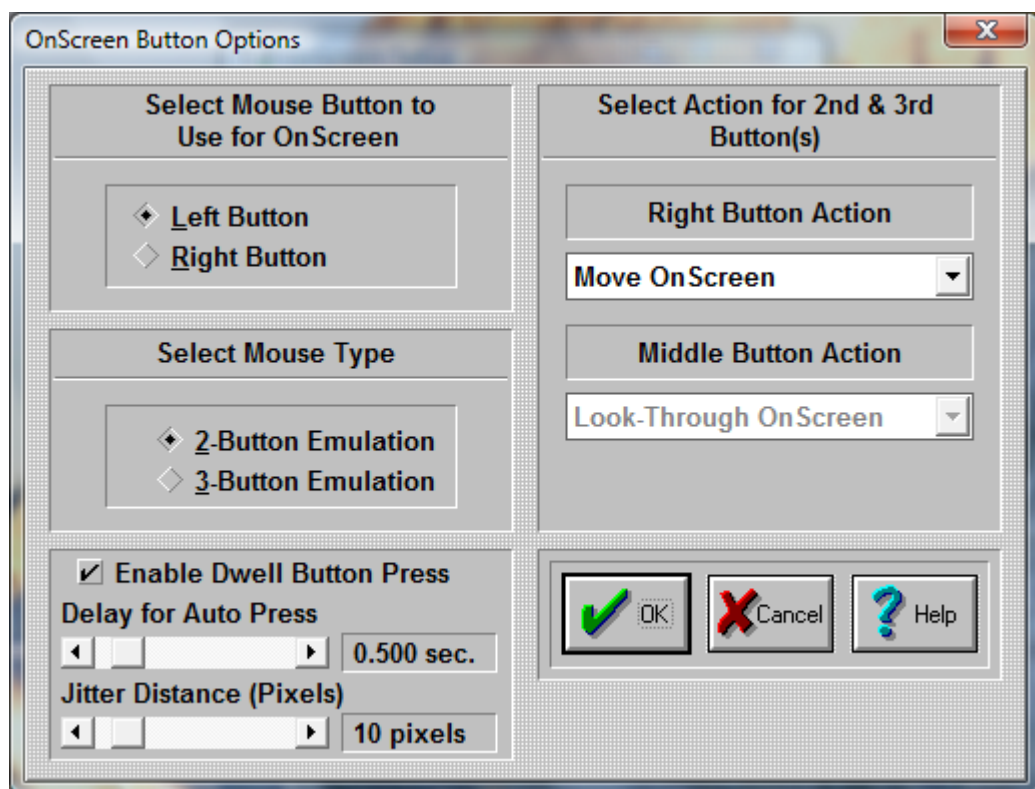 OnScreen Button Options
Select Mouse Button to
Use for OnScreen
Left Button
Right Button
Select Mouse Type
2-Button Emulation
3-Button Emulation
Enable Dwell Button Press
Delay for Auto Press
0.500 sec.
Jitter Distance (Pixels)
10 pixels
Select Action for 2nd & 3rd
Button(s)
Right Button Action
Move OnScreen
Middle Button Action
Look-Through OnScreen
OK
Cancel
Help